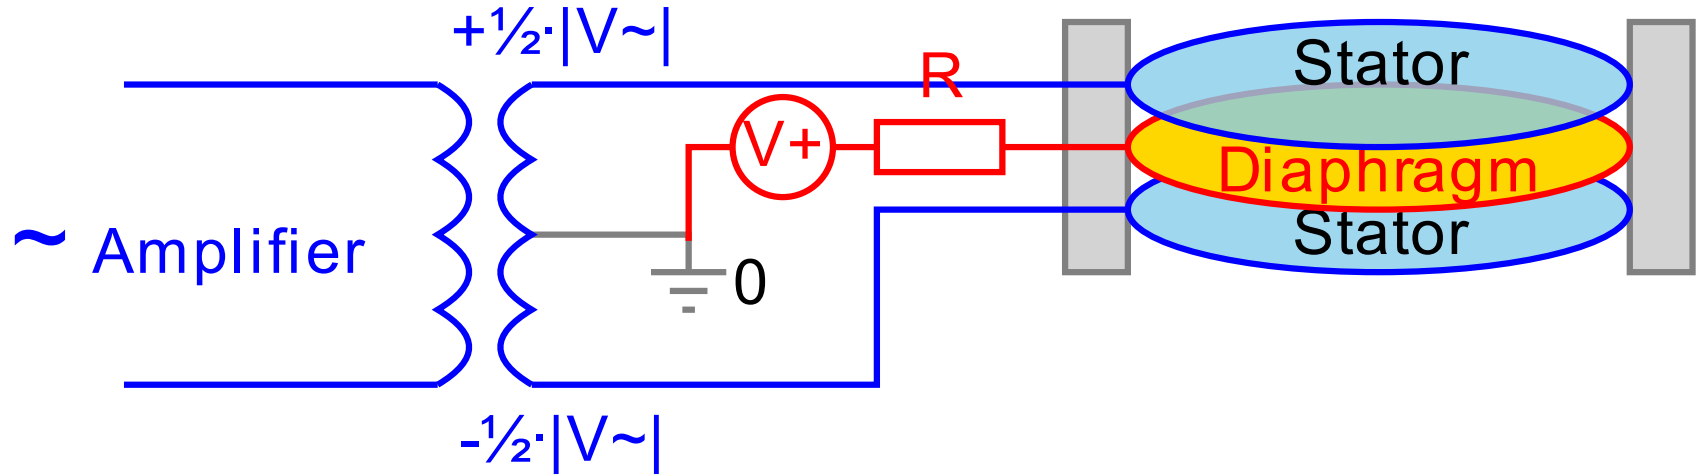 +½·|V~|
R
Stator
V+
Diaphragm
~ Amplifier
Stator
0
-½·|V~|